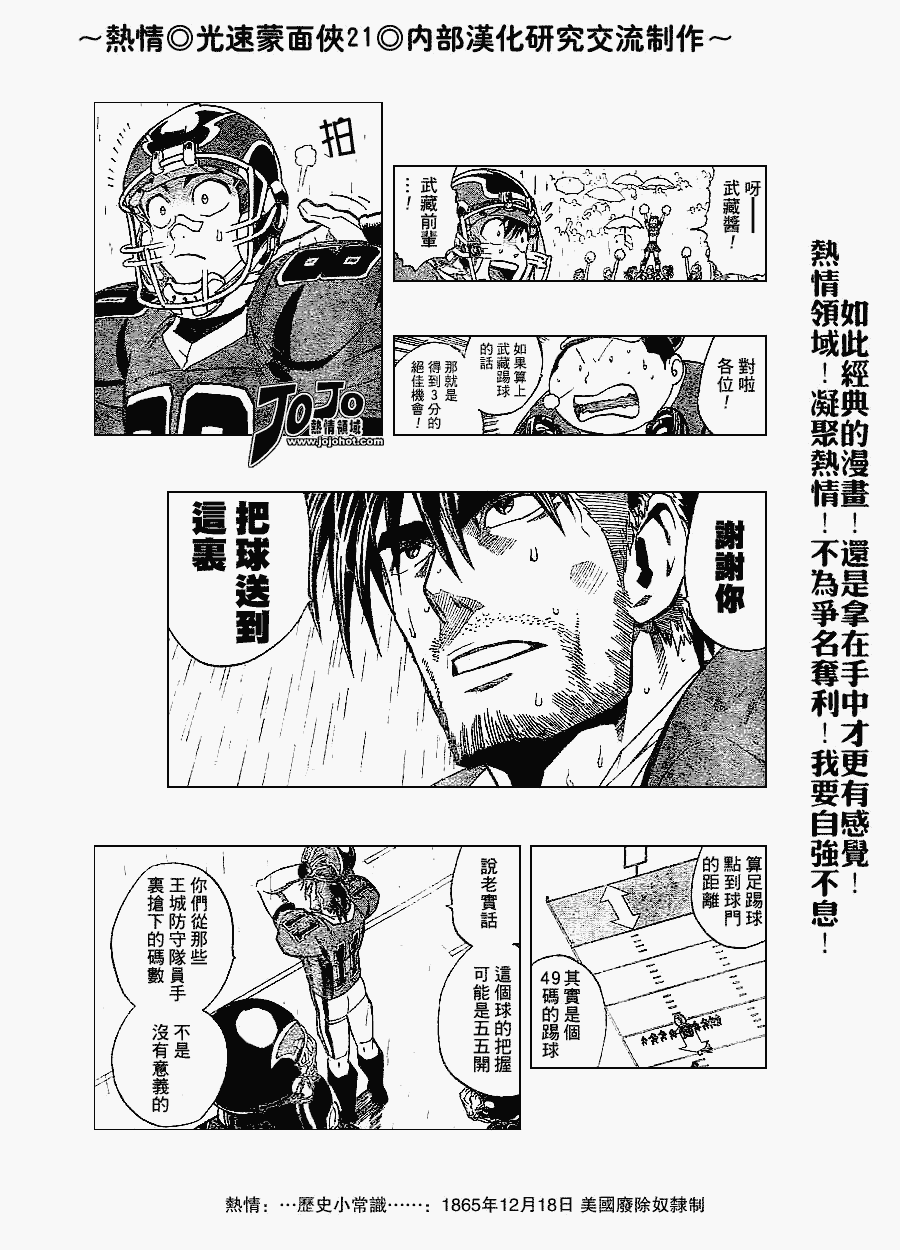 ～熱情◎光速蒙面俠21◎内部漢化研究交流制作～
呀——
武藏醬！
武藏前輩
…！
拍
對啦
各位！
如果算上
武藏踢球
的話
那就是
得到3分的
絕佳機會！
JOJO
熱情領域
www.jojohot.com
謝謝你
把球送到
這裏
算足踢球
點到球門
的距離
其實是個
49碼的踢球
說老實話
這個球的把握
可能是五五開
你們從那些
王城防守隊員手
裏搶下的碼數
不是
沒有意義的
如此經典的漫畫！還是拿在手中才更有感覺！
熱情領域！凝聚熱情！不為爭名奪利！我要自強不息！
熱情：…歷史小常識……：1865年12月18日 美國廢除奴隸制